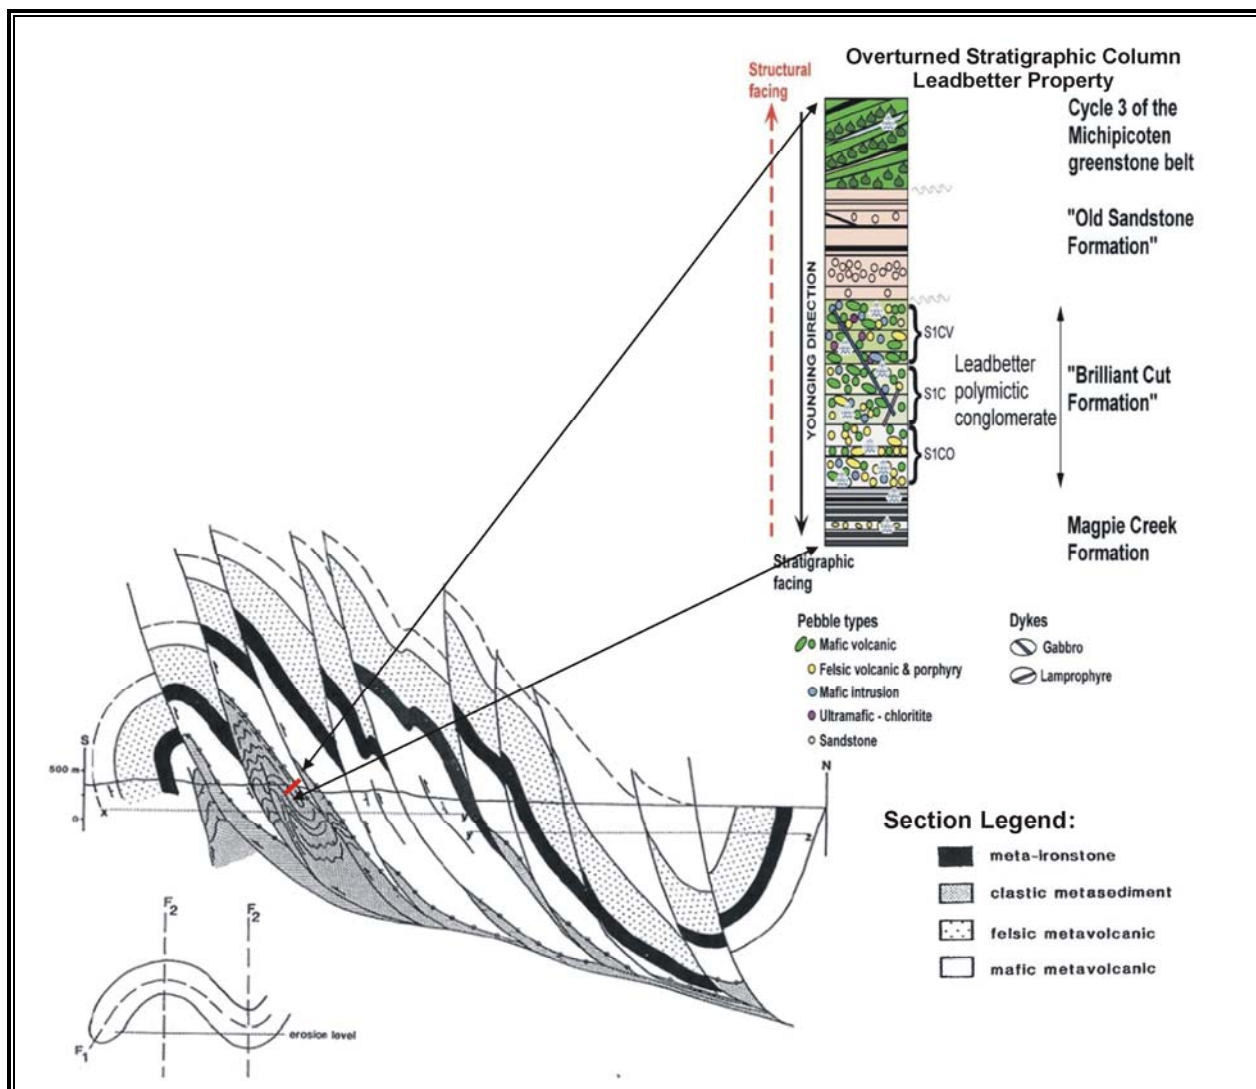 Overturned Stratigraphic Column
Leadbetter Property
Structural
facing
Cycle 3 of the
Michipicoten
greenstone belt
"Old Sandstone
Formation"
YOUNGING DIRECTION
S1CV
S1C
S1CO
Leadbetter
polymictic
conglomerate
"Brilliant Cut
Formation"
Magpie Creek
Formation
Stratigraphic
facing
Pebble types
Mafic volcanic
Felsic volcanic & porphyry
Mafic intrusion
Ultramafic - chloritite
Sandstone
Dykes
Gabbro
Lamprophyre
S
500 m
0
x
y
y
z
N
Section Legend:
meta-ironstone
clastic metasediment
felsic metavolcanic
mafic metavolcanic
F2
F2
F1
erosion level